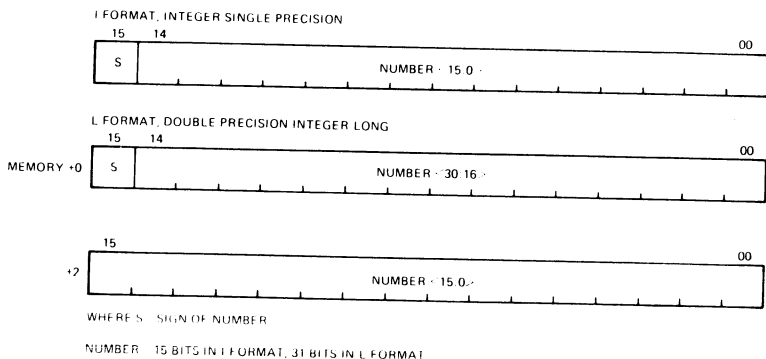 I FORMAT, INTEGER SINGLE PRECISION
15 14 00
S NUMBER <15:0>
L FORMAT, DOUBLE PRECISION INTEGER LONG
15 14 00
MEMORY +0 S NUMBER <30:16>
15 00
+2 NUMBER <15:0>
WHERE S SIGN OF NUMBER
NUMBER 15 BITS IN I FORMAT, 31 BITS IN L FORMAT